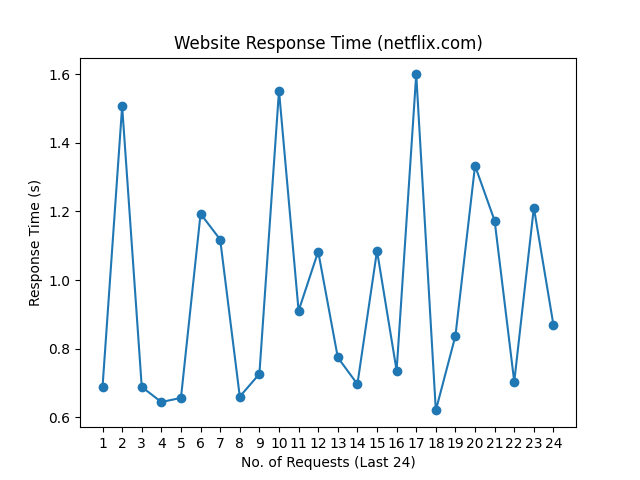 Website Response Time (netflix.com)
Response Time (s)
1.6
1.4
1.2
1.0
0.8
0.6
1 2 3 4 5 6 7 8 9 10 11 12 13 14 15 16 17 18 19 20 21 22 23 24
No. of Requests (Last 24)